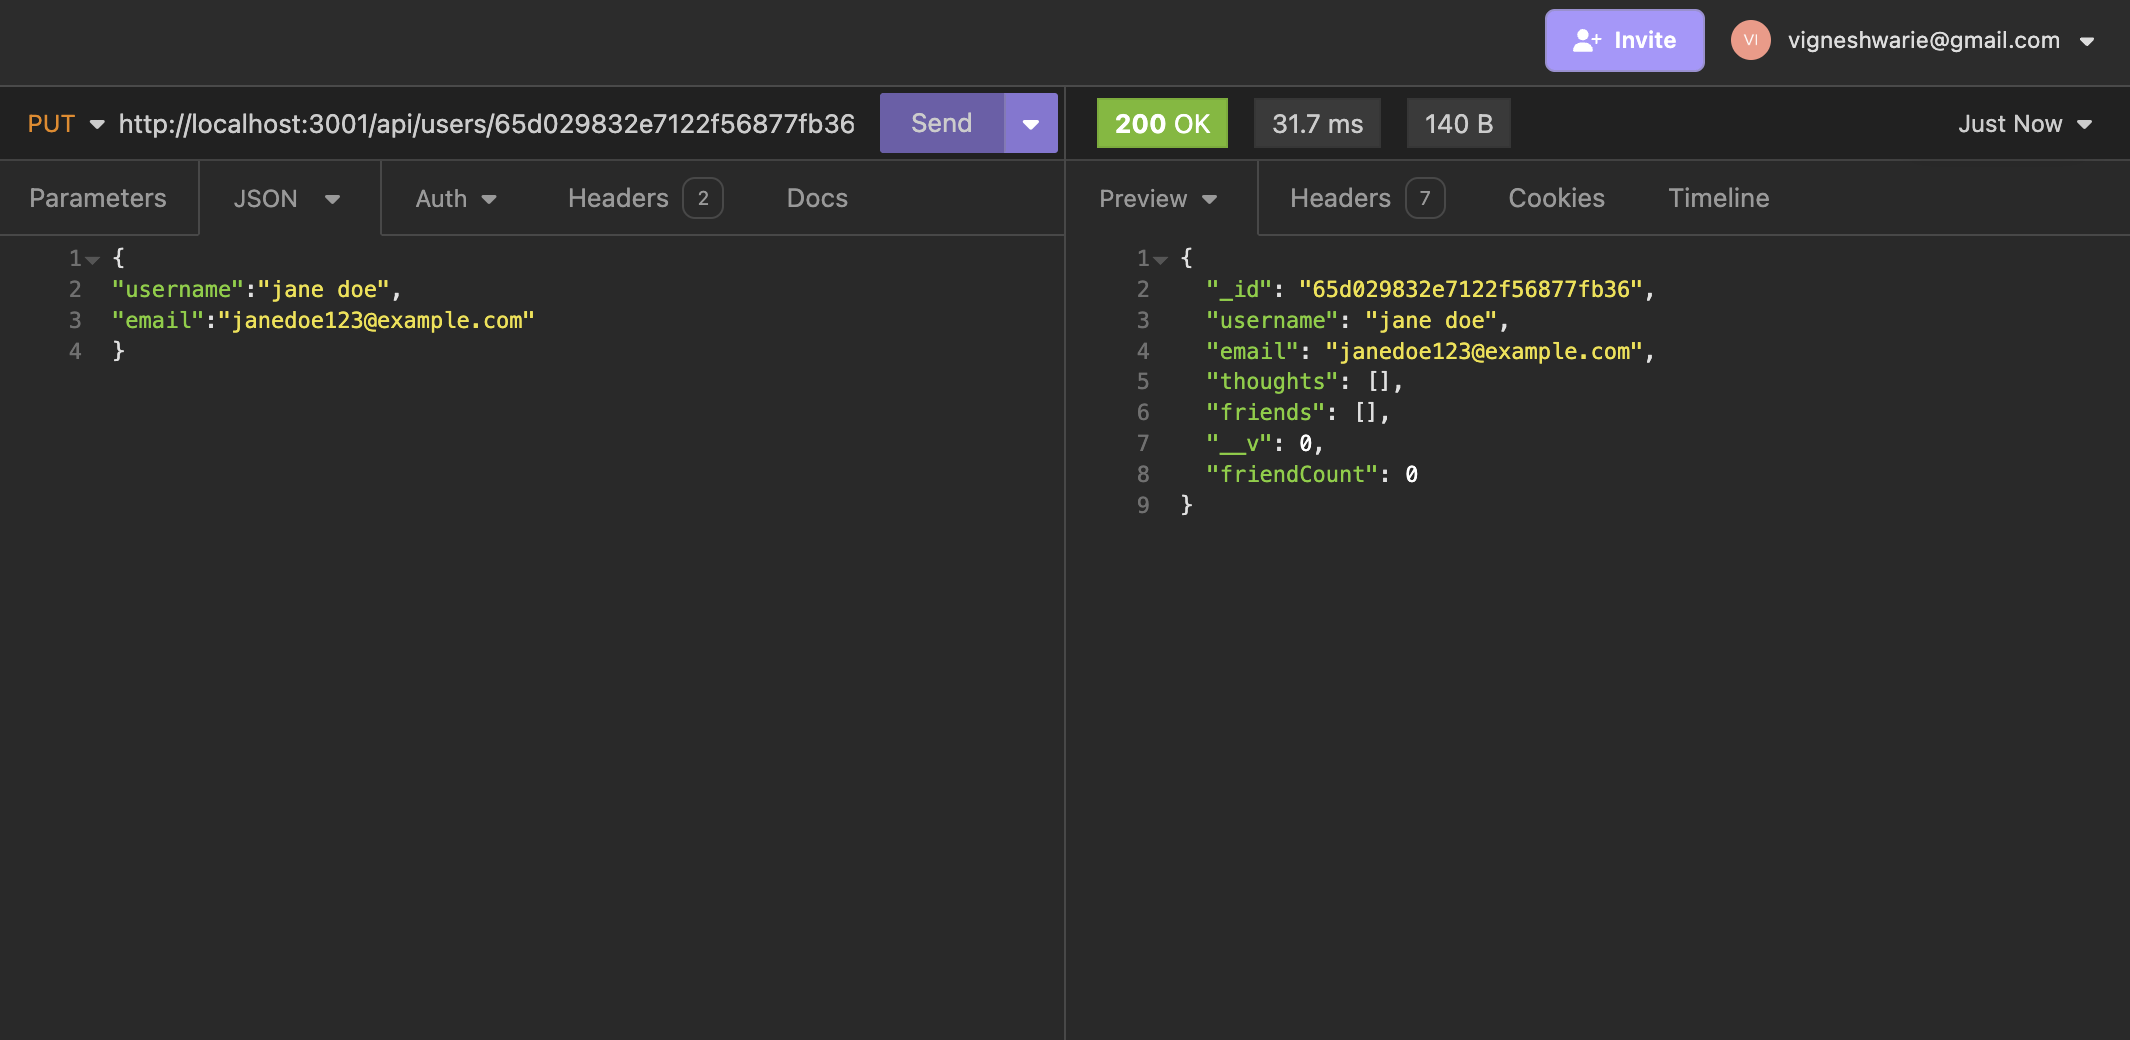 Invite VI vigneshwarie@gmail.com
PUT http://localhost:3001/api/users/65d029832e7122f56877fb36 Send 200 OK 31.7 ms 140 B Just Now
Parameters JSON Auth Headers 2 Docs
1 {
2 "username":"jane doe",
3 "email":"janedoe123@example.com"
4 }
Preview Headers 7 Cookies Timeline
1 {
2 "_id": "65d029832e7122f56877fb36",
3 "username": "jane doe",
4 "email": "janedoe123@example.com",
5 "thoughts": [],
6 "friends": [],
7 "__v": 0,
8 "friendCount": 0
9 }